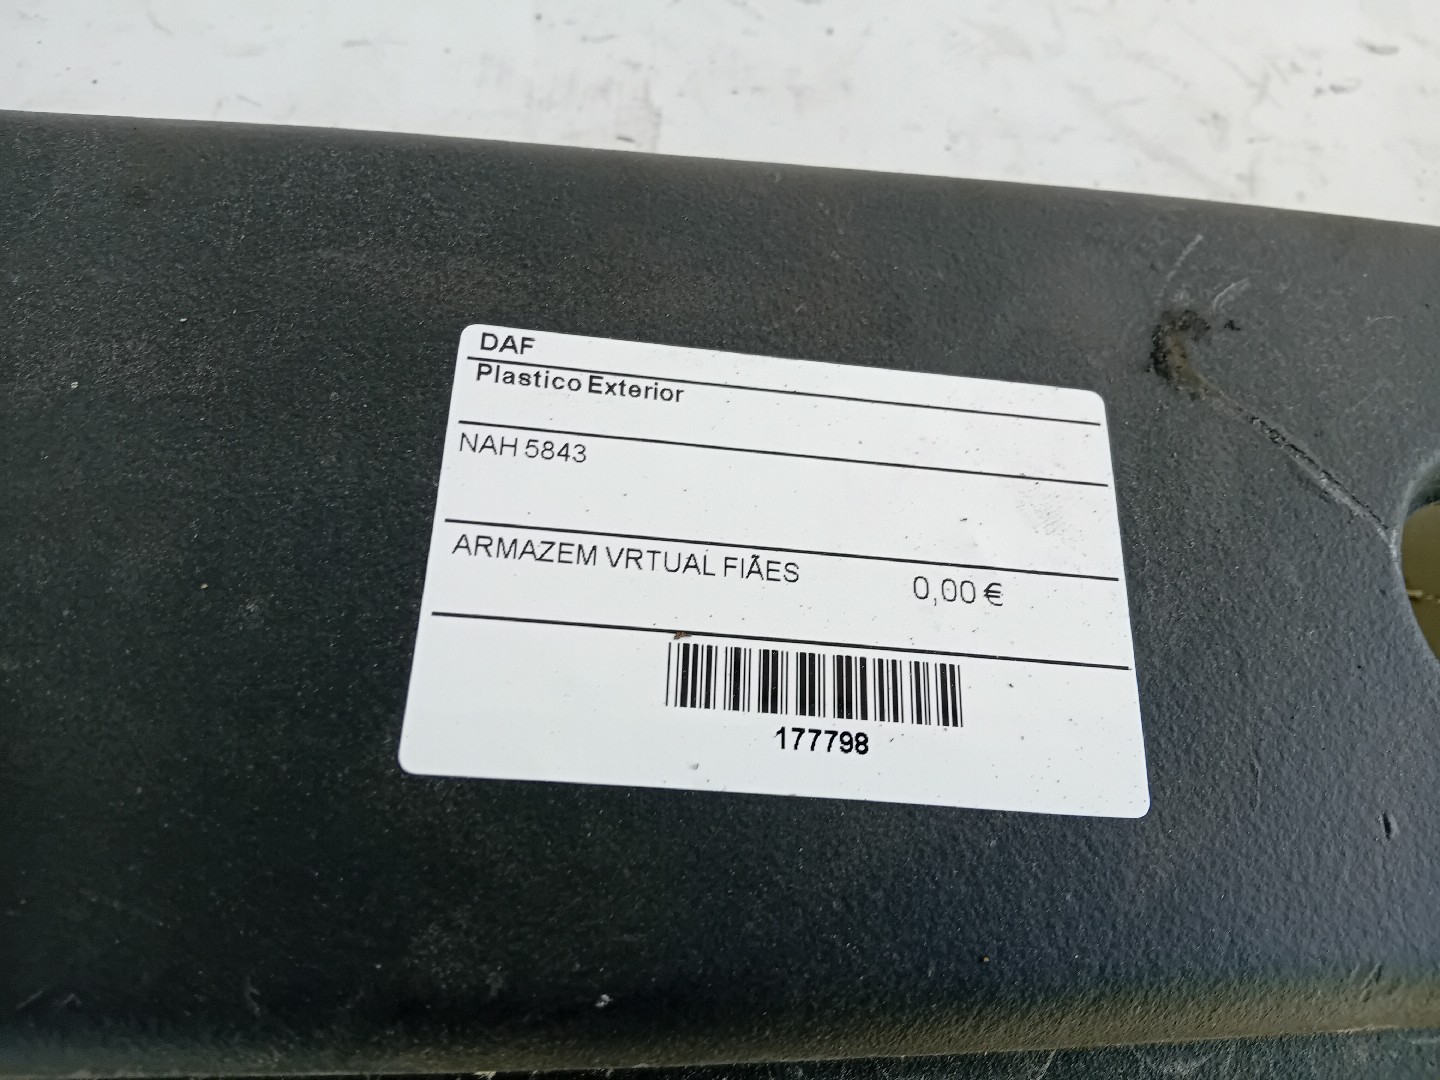 DAF
Plastico Exterior
NAH 5843
ARMAZEM VRTUAL FIÃES 0,00 €
177798